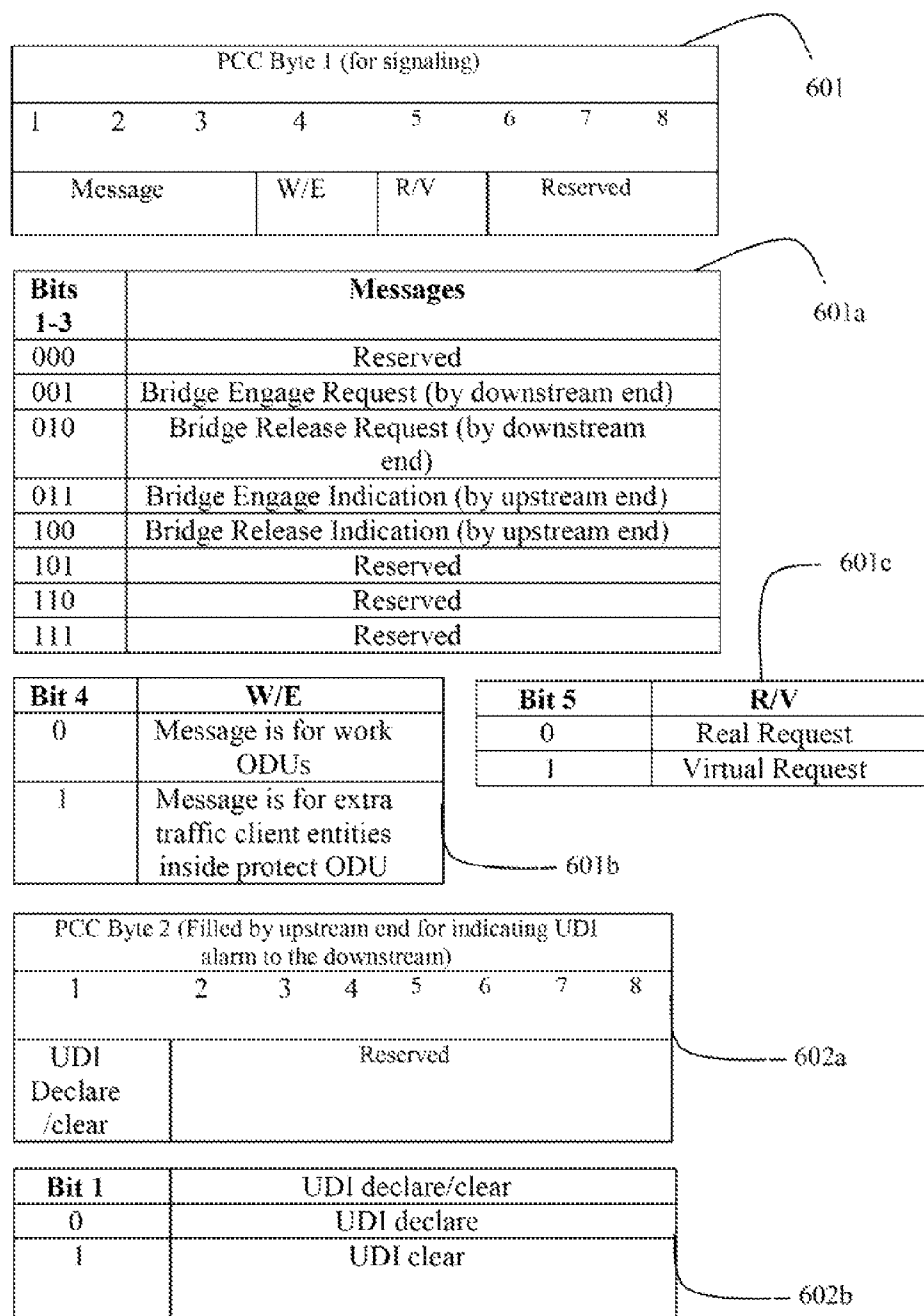 PCC Byte 1 (for signaling)
1 2 3 4 5 6 7 8
Message W/E R/V Reserved
601
Bits 1-3 Messages
000 Reserved
001 Bridge Engage Request (by downstream end)
010 Bridge Release Request (by downstream
end)
011 Bridge Engage Indication (by upstream end)
100 Bridge Release Indication (by upstream end)
101 Reserved
110 Reserved
111 Reserved
601a
Bit 4 W/E
0 Message is for work
ODUs
1 Message is for extra
traffic client entities
inside protect ODU
601b
Bit 5 R/V
0 Real Request
1 Virtual Request
601c
PCC Byte 2 (Filled by upstream end for indicating UDI
alarm to the downstream)
1 2 3 4 5 6 7 8
UDI
Declare
/clear
Reserved
602a
Bit 1 UDI declare/clear
0 UDI declare
1 UDI clear
602b